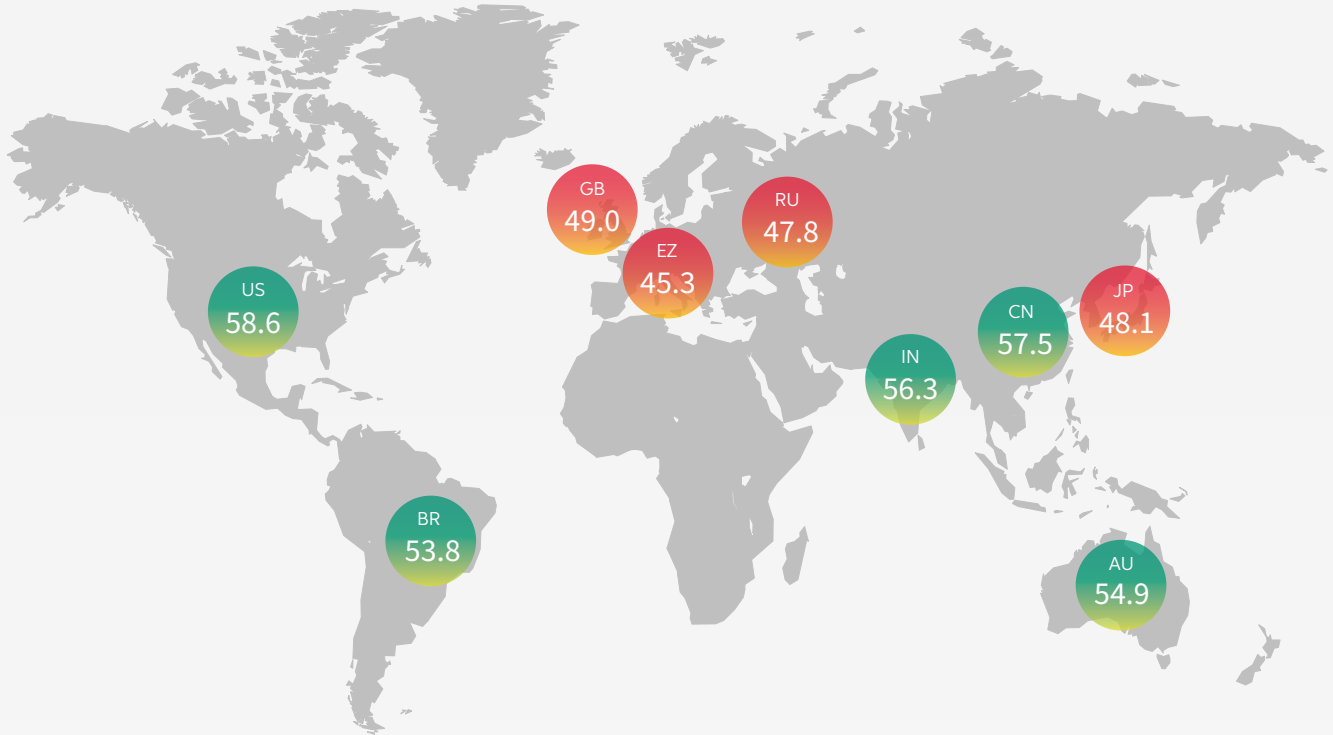 GB
49.0
RU
47.8
EZ
45.3
US
58.6
JP
48.1
CN
57.5
IN
56.3
BR
53.8
AU
54.9